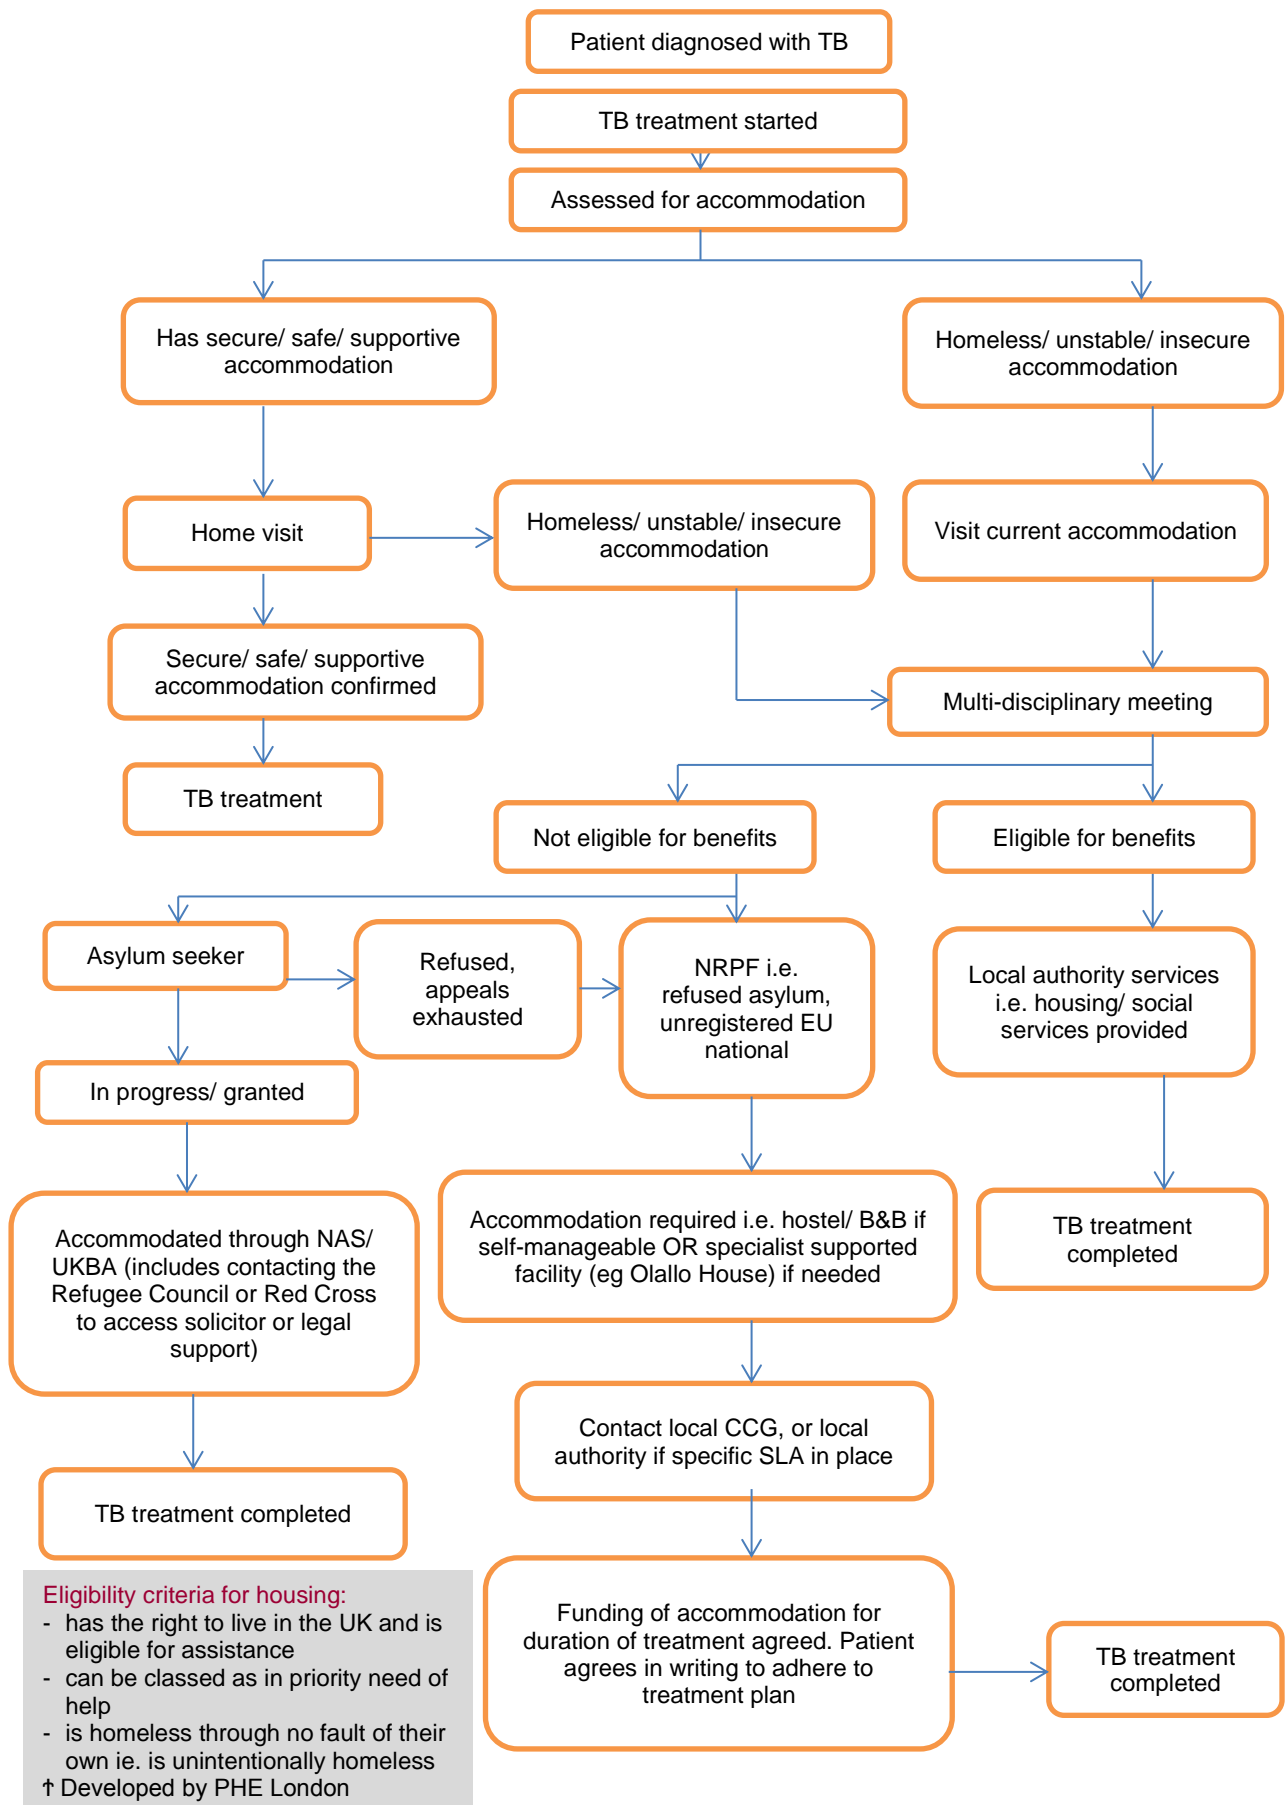 Patient diagnosed with TB
TB treatment started
Assessed for accommodation
Has secure/ safe/ supportive
accommodation
Homeless/ unstable/ insecure
accommodation
Home visit
Homeless/ unstable/ insecure
accommodation
Visit current accommodation
Secure/ safe/ supportive
accommodation confirmed
Multi-disciplinary meeting
TB treatment
Not eligible for benefits
Eligible for benefits
Asylum seeker
Refused,
appeals
exhausted
NRPF i.e.
refused asylum,
unregistered EU
national
Local authority services
i.e. housing/ social
services provided
In progress/ granted
Accommodated through NAS/
UKBA (includes contacting the
Refugee Council or Red Cross
to access solicitor or legal
support)
Accommodation required i.e. hostel/ B&B if
self-manageable OR specialist supported
facility (eg Olallo House) if needed
TB treatment
completed
Contact local CCG, or local
authority if specific SLA in place
TB treatment completed
Funding of accommodation for
duration of treatment agreed. Patient
agrees in writing to adhere to
treatment plan
TB treatment
completed
Eligibility criteria for housing:
- has the right to live in the UK and is
eligible for assistance
- can be classed as in priority need of
help
- is homeless through no fault of their
own ie. is unintentionally homeless
† Developed by PHE London